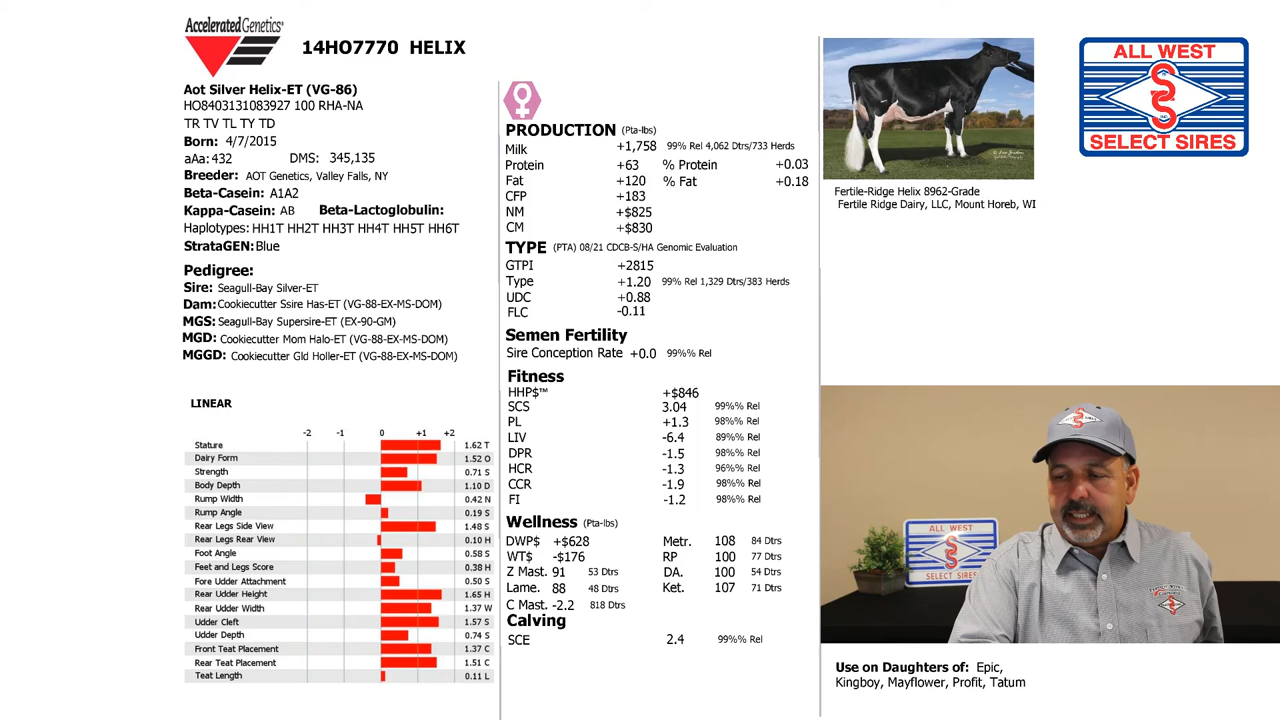 Accelerated Genetics®
14HO7770 HELIX
Aot Silver Helix-ET (VG-86)
HO8403131083927 100 RHA-NA
TR TV TL TY TD
Born: 4/7/2015
aAa: 432 DMS: 345,135
Breeder: AOT Genetics, Valley Falls, NY
Beta-Casein: A1A2
Kappa-Casein: AB Beta-Lactoglobulin:
Haplotypes: HH1T HH2T HH3T HH4T HH5T HH6T
StrataGEN: Blue
Pedigree:
Sire: Seagull-Bay Silver-ET
Dam: Cookiecutter Ssire Has-ET (VG-88-EX-MS-DOM)
MGS: Seagull-Bay Supersire-ET (EX-90-GM)
MGD: Cookiecutter Mom Halo-ET (VG-88-EX-MS-DOM)
MGGD: Cookiecutter Gld Holler-ET (VG-88-EX-MS-DOM)
LINEAR
-2 -1 0 +1 +2
Stature 1.62 T
Dairy Form 1.52 O
Strength 0.71 S
Body Depth 1.10 D
Rump Width 0.42 N
Rump Angle 0.19 S
Rear Legs Side View 1.48 S
Rear Legs Rear View 0.10 H
Foot Angle 0.58 S
Feet and Legs Score 0.38 H
Fore Udder Attachment 0.50 S
Rear Udder Height 1.65 H
Rear Udder Width 1.37 W
Udder Cleft 1.57 S
Udder Depth 0.74 S
Front Teat Placement 1.37 C
Rear Teat Placement 1.51 C
Teat Length 0.11 L
PRODUCTION (Pta-lbs)
Milk +1,758 99% Rel 4,062 Dtrs/733 Herds
Protein +63 % Protein +0.03
Fat +120 % Fat +0.18
CFP +183
NM +$825
CM +$830
TYPE (PTA) 08/21 CDCB-S/HA Genomic Evaluation
GTPI +2815
Type +1.20 99% Rel 1,329 Dtrs/383 Herds
UDC +0.88
FLC -0.11
Semen Fertility
Sire Conception Rate +0.0 99%% Rel
Fitness
HHP$™ +$846
SCS 3.04 99%% Rel
PL +1.3 98%% Rel
LIV -6.4 89%% Rel
DPR -1.5 98%% Rel
HCR -1.3 96%% Rel
CCR -1.9 98%% Rel
FI -1.2 98%% Rel
Wellness (Pta-lbs)
DWP$ +$628 Metr. 108 84 Dtrs
WT$ -$176 RP 100 77 Dtrs
Z Mast. 91 53 Dtrs DA. 100 54 Dtrs
Lame. 88 48 Dtrs Ket. 107 71 Dtrs
C Mast. -2.2 818 Dtrs
Calving
SCE 2.4 99%% Rel
Fertile-Ridge Helix 8962-Grade
Fertile Ridge Dairy, LLC, Mount Horeb, WI
ALL WEST
SELECT SIRES
ALL WEST
SELECT SIRES
Use on Daughters of: Epic,
Kingboy, Mayflower, Profit, Tatum